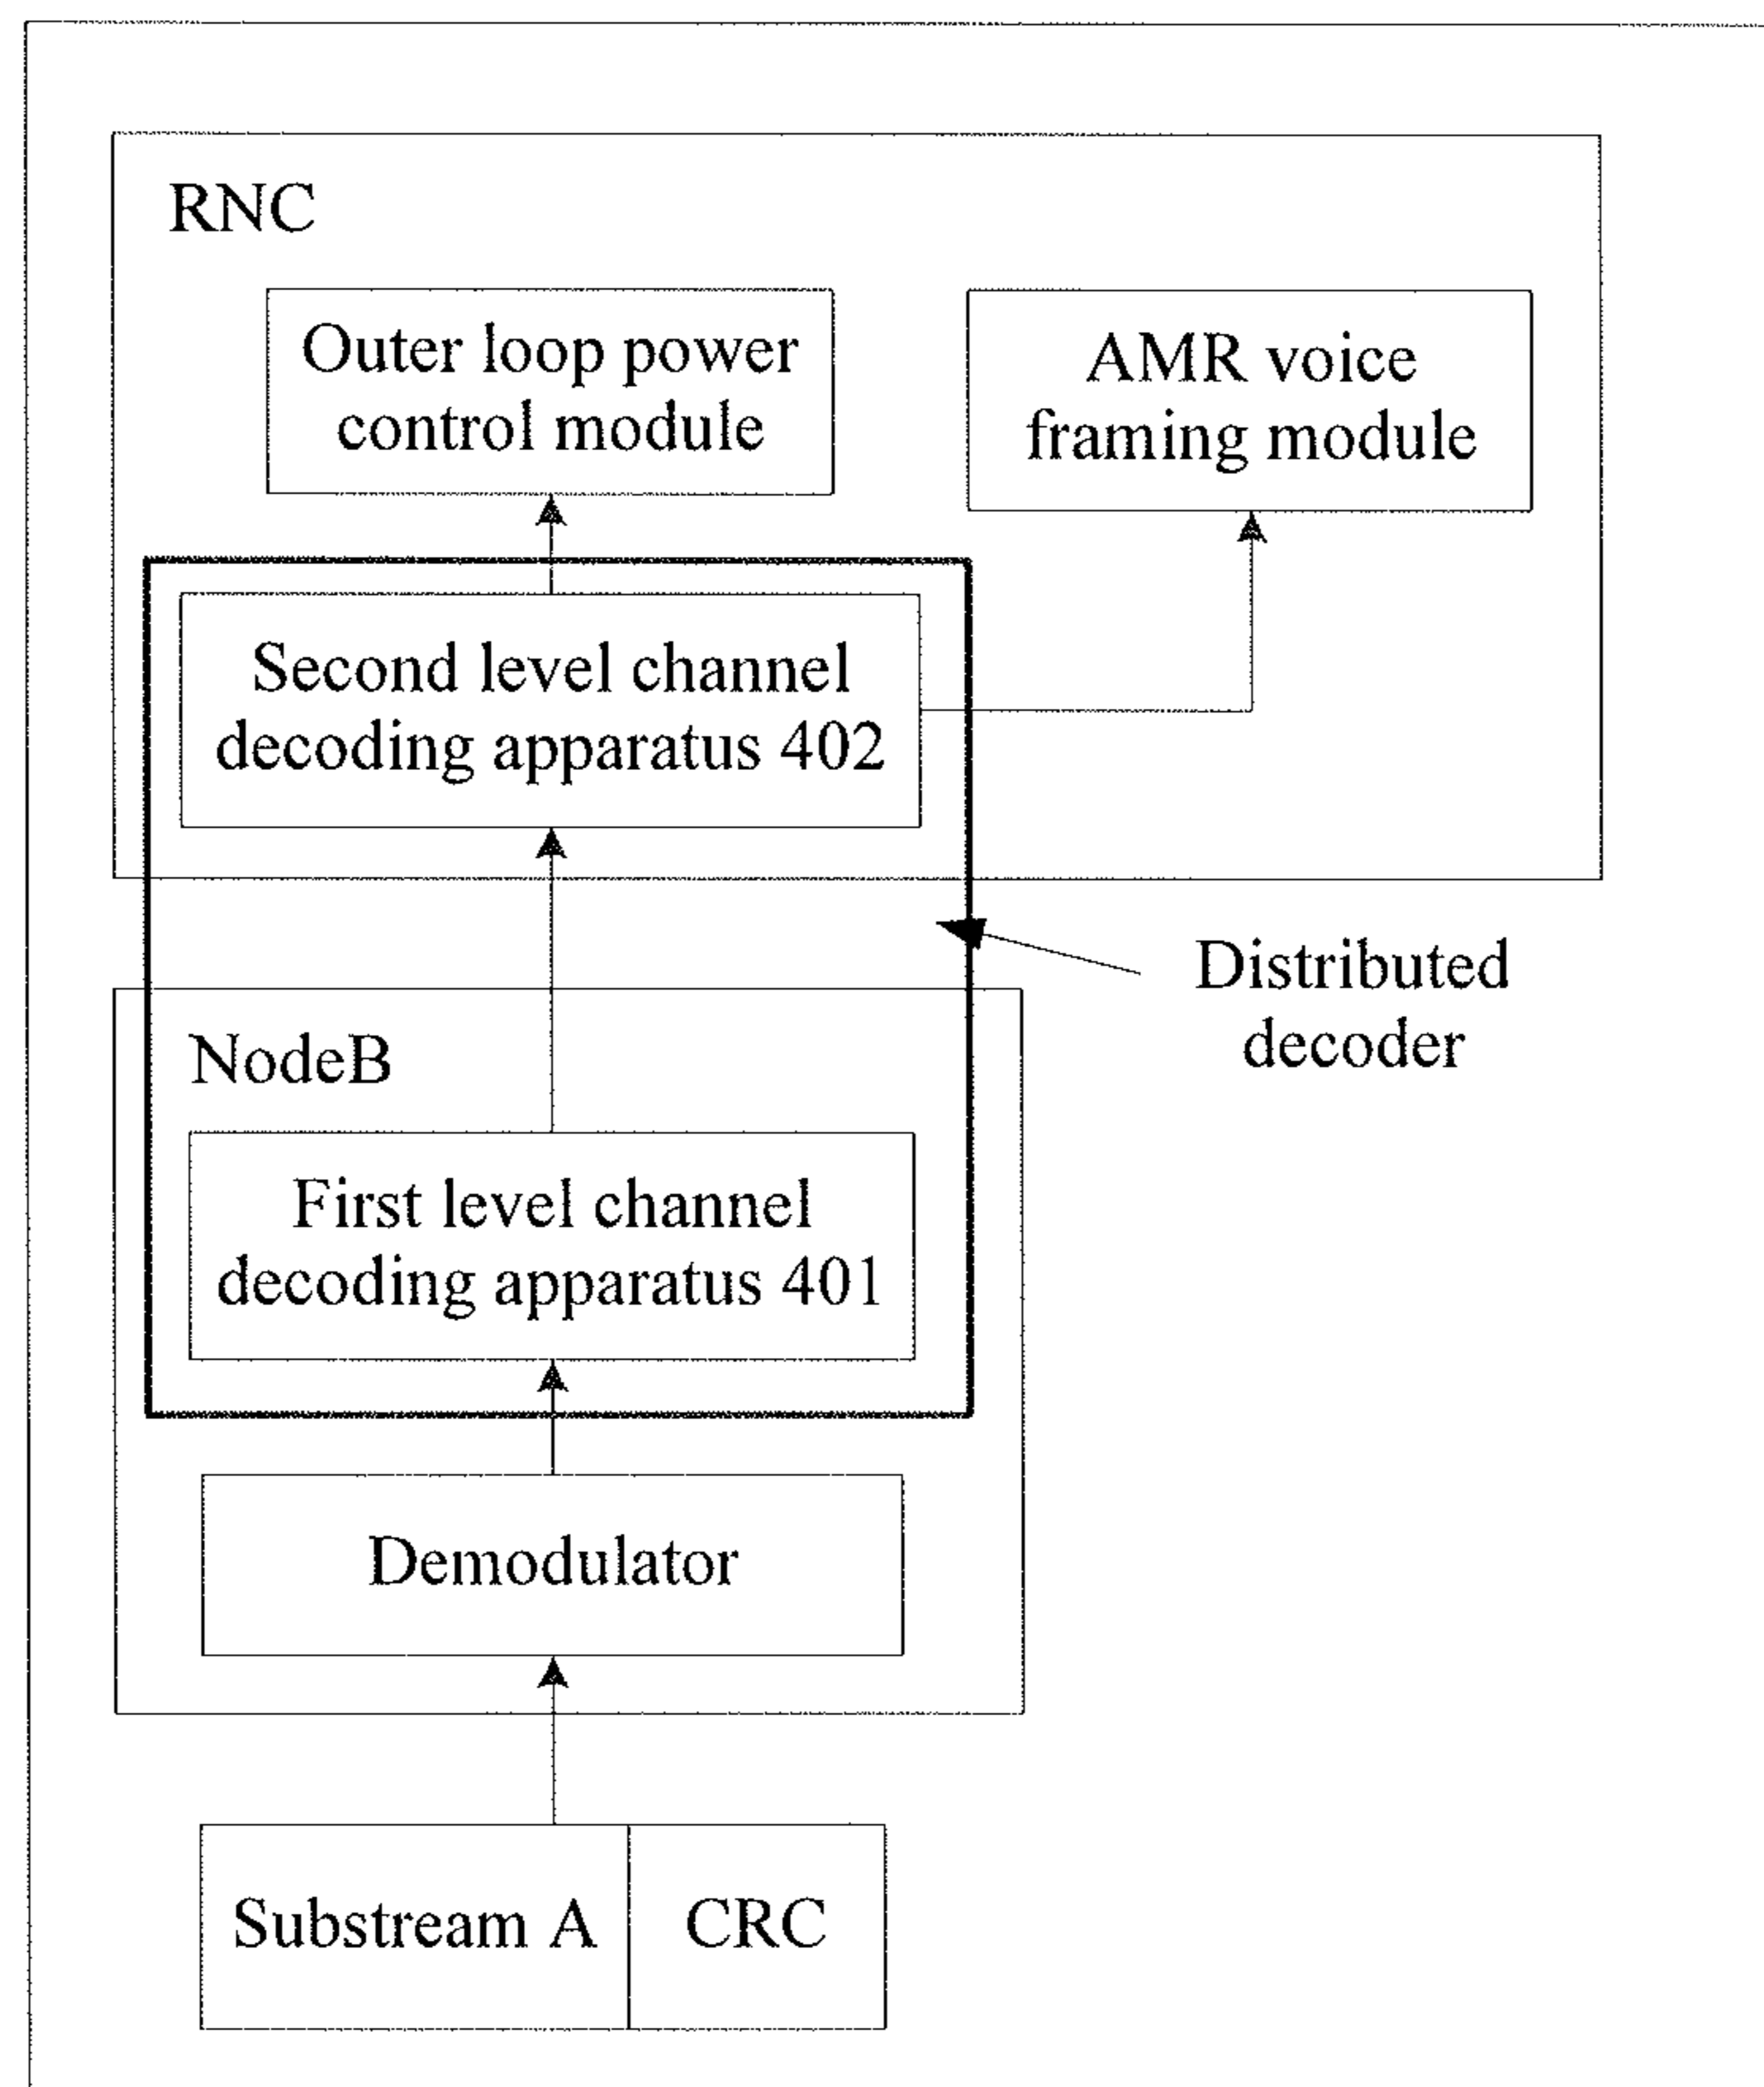 RNC
Outer loop power
control module
AMR voice
framing module
Second level channel
decoding apparatus 402
Distributed
decoder
NodeB
First level channel
decoding apparatus 401
Demodulator
Substream A
CRC